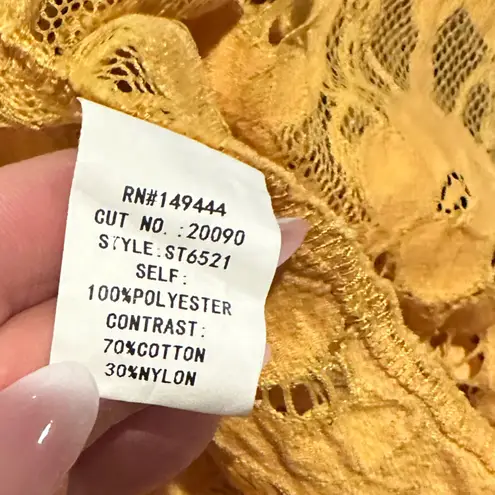 RN#149444
CUT NO. :20090
STYLE:ST6521
SELF:
100%POLYESTER
CONTRAST:
70%COTTON
30%NYLON